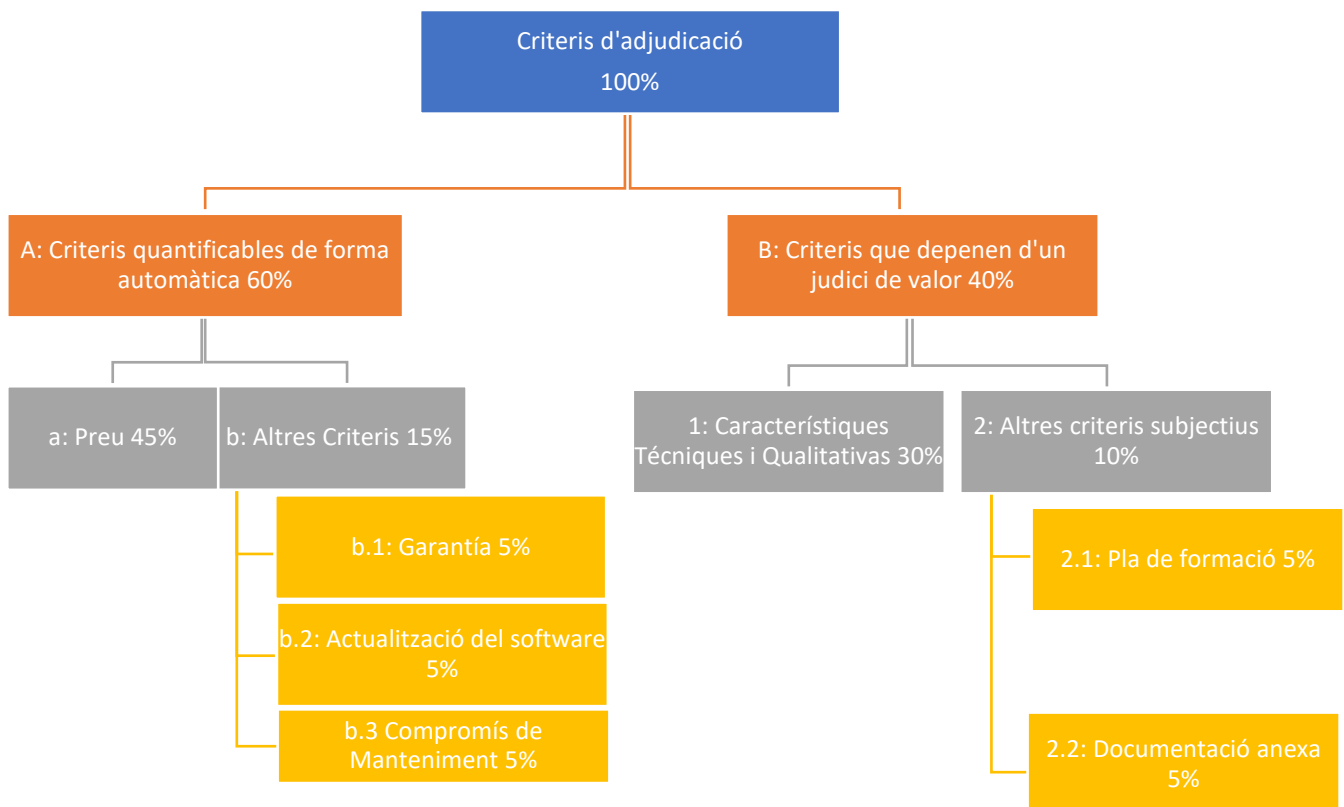 Criteris d'adjudicació
100%
A: Criteris quantificables de forma
automàtica 60%
B: Criteris que depenen d'un
judici de valor 40%
a: Preu 45%
b: Altres Criteris 15%
1: Característiques
Técniques i Qualitativas 30%
2: Altres criteris subjectius
10%
b.1: Garantía 5%
b.2: Actualització del software
5%
b.3 Compromís de
Manteniment 5%
2.1: Pla de formació 5%
2.2: Documentació anexa
5%